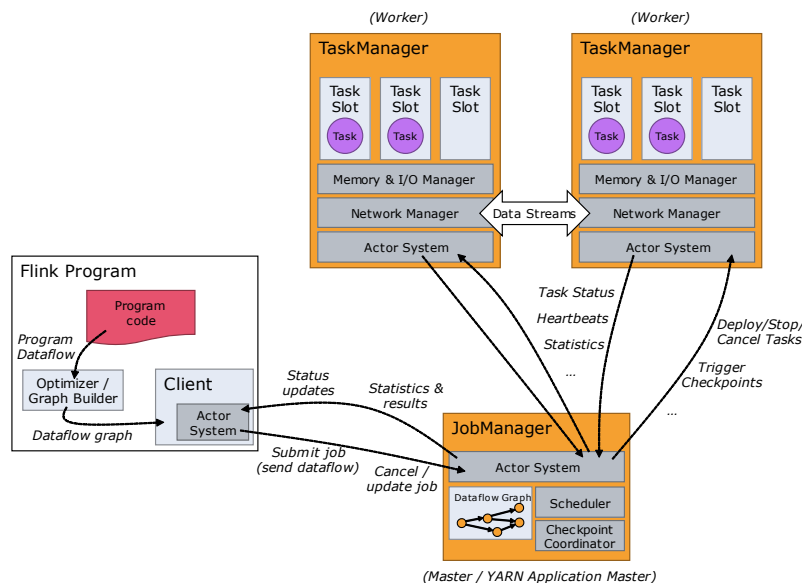 (Worker)
(Worker)
TaskManager
TaskManager
Task
Slot
Task
Task
Slot
Task
Task
Slot
Task
Slot
Task
Task
Slot
Task
Task
Slot
Memory & I/O Manager
Memory & I/O Manager
Network Manager
Data Streams
Network Manager
Actor System
Actor System
Flink Program
Program
code
Program
Dataflow
Optimizer /
Graph Builder
Dataflow graph
Client
Actor
System
Task Status
Heartbeats
Statistics
...
Deploy/Stop/
Cancel Tasks
Trigger
Checkpoints
...
Status
updates
Statistics &
results
Submit job
(send dataflow)
Cancel /
update job
JobManager
Actor System
Dataflow Graph
Scheduler
Checkpoint
Coordinator
(Master / YARN Application Master)